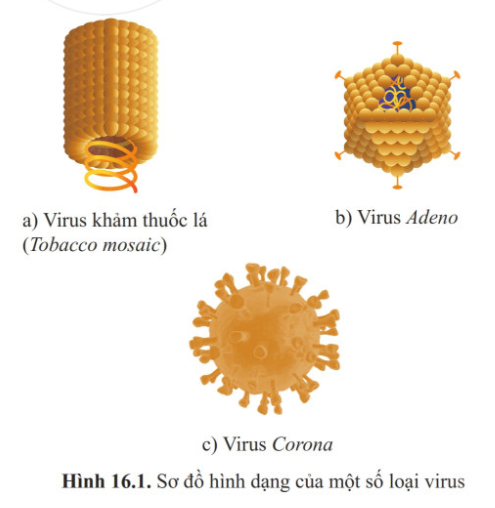 a) Virus khảm thuốc lá
(Tobacco mosaic)
b) Virus Adeno
c) Virus Corona
Hình 16.1. Sơ đồ hình dạng của một số loại virus